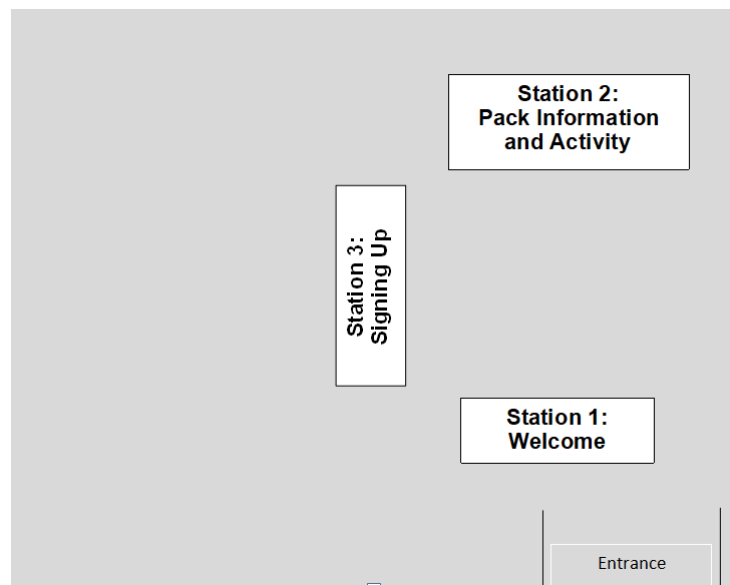 Station 2:
Pack Information
and Activity
Station 3:
Signing Up
Station 1:
Welcome
Entrance